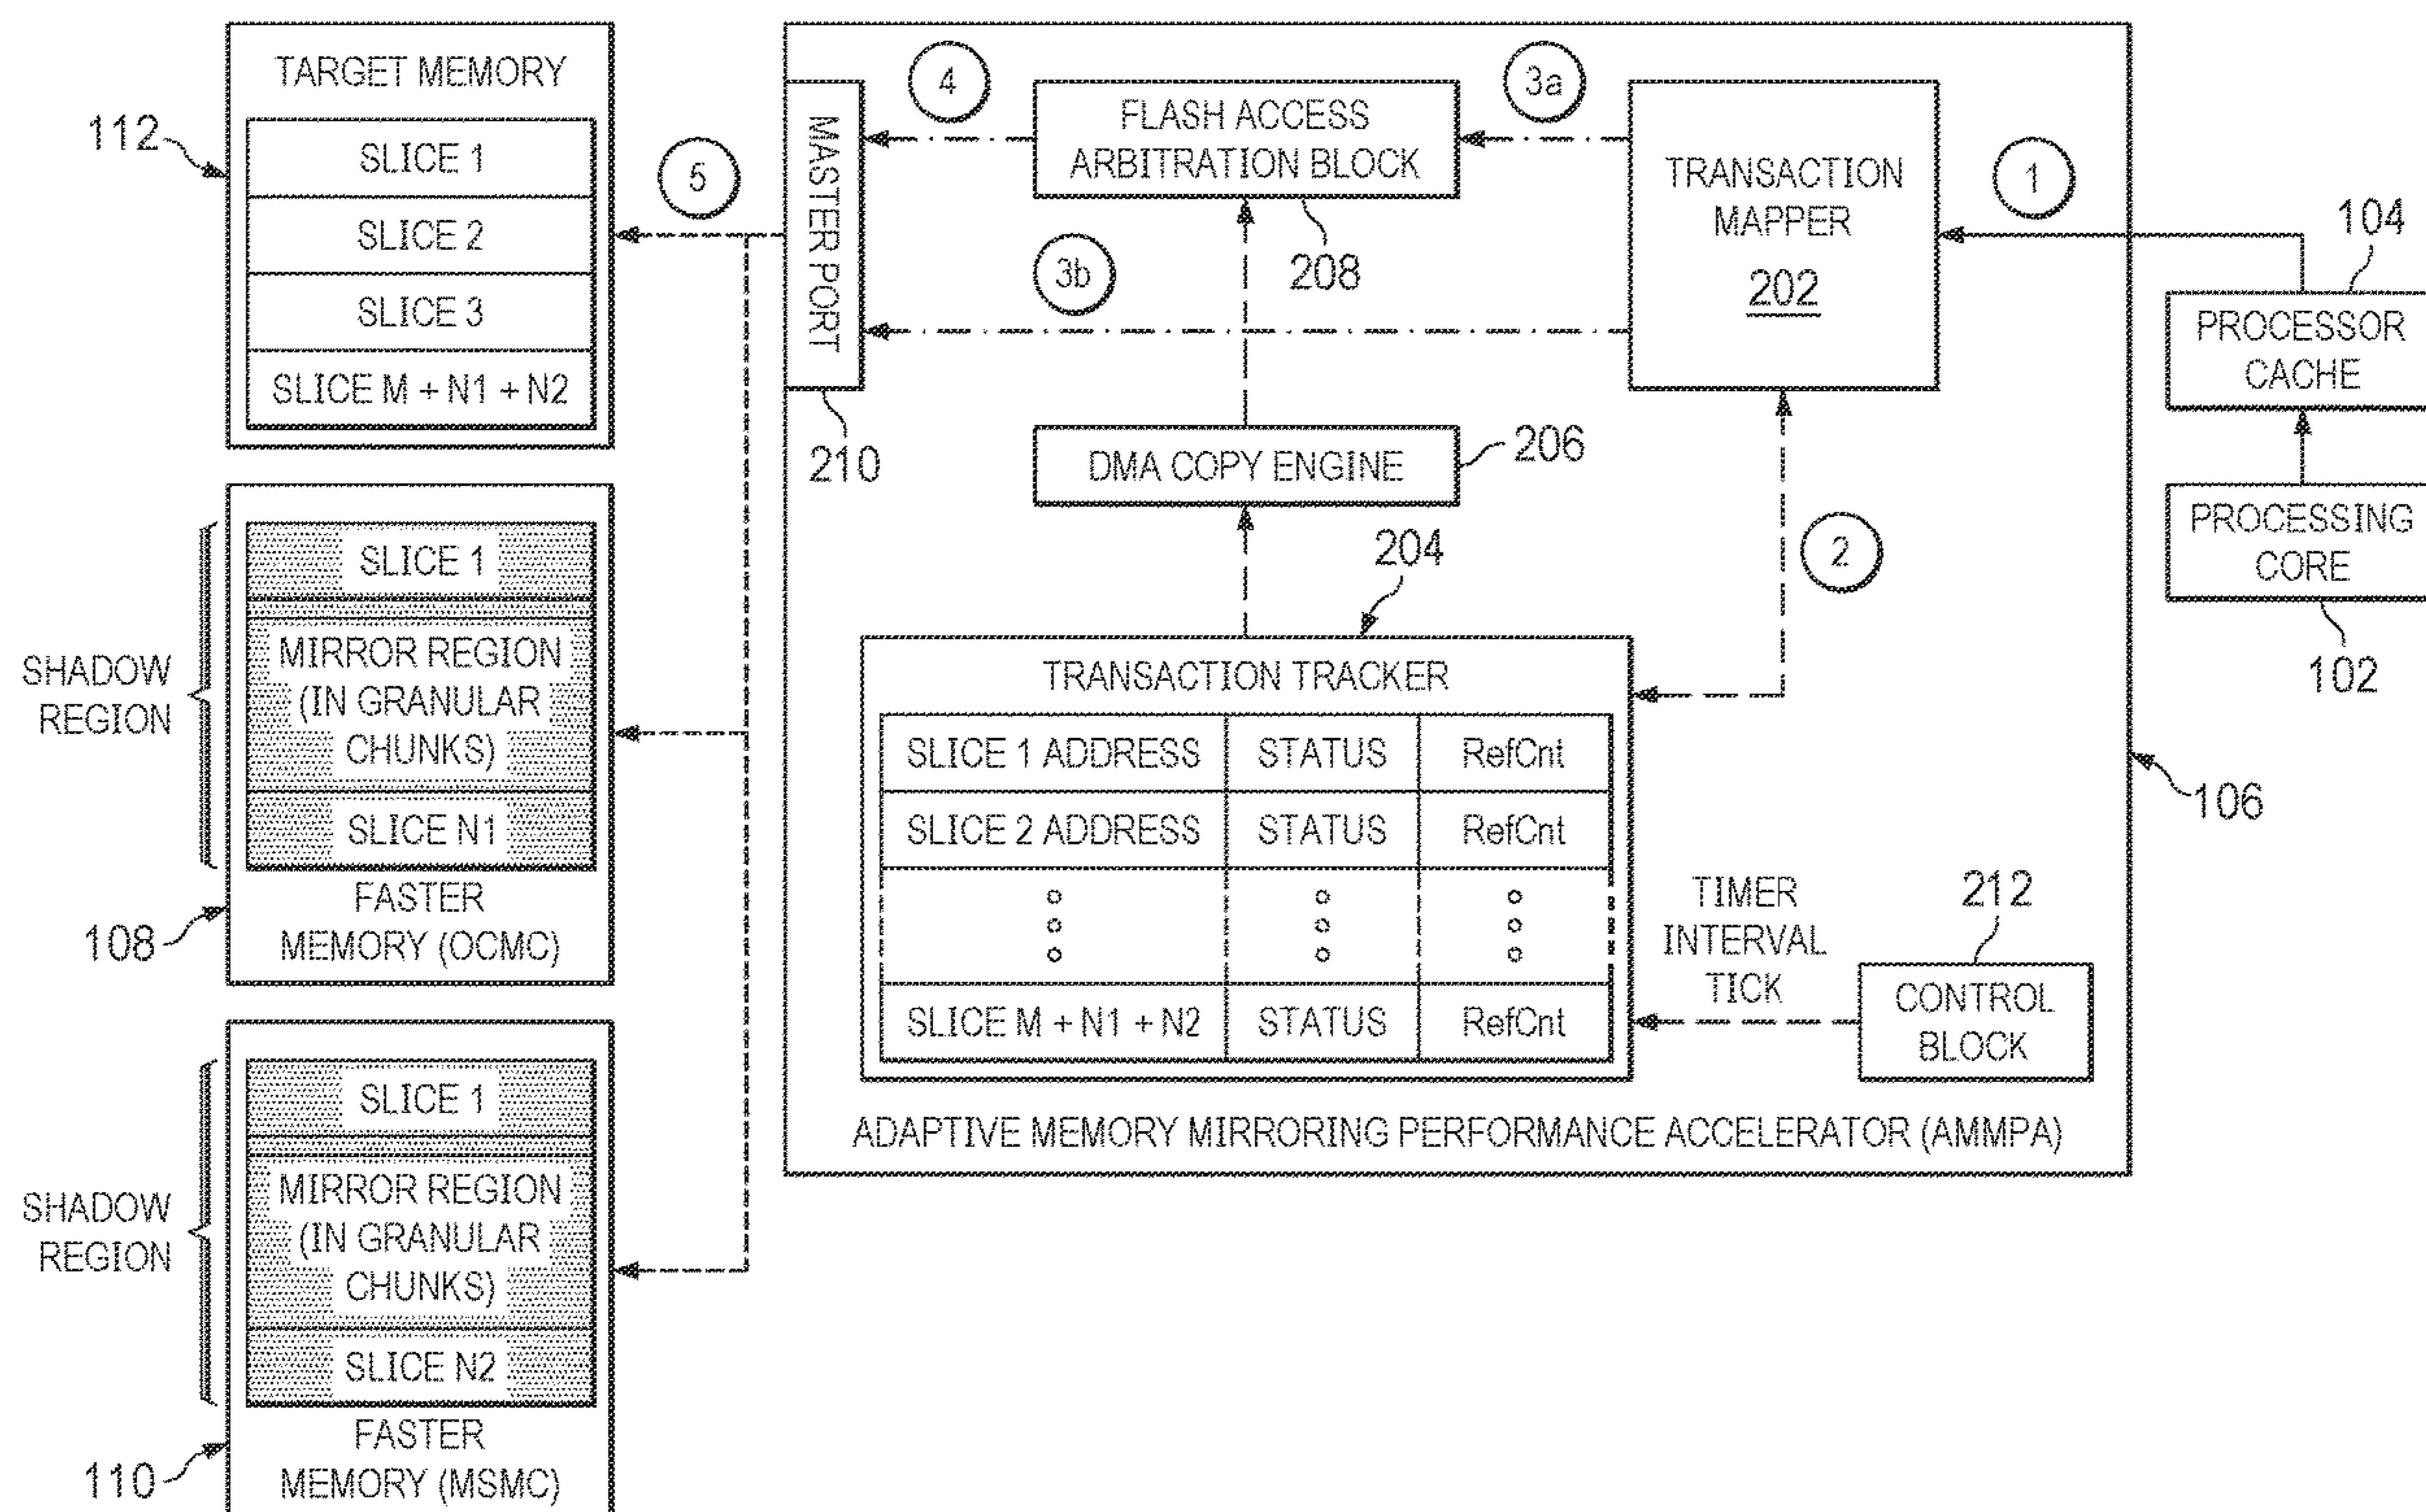 TARGET MEMORY
112
SLICE 1
SLICE 2
SLICE 3
SLICE M + N1 + N2
SHADOW
REGION
SLICE 1
MIRROR REGION
(IN GRANULAR
CHUNKS)
SLICE N1
FASTER
MEMORY (OCMC)
108
SHADOW
REGION
SLICE 1
MIRROR REGION
(IN GRANULAR
CHUNKS)
SLICE N2
FASTER
MEMORY (MSMC)
110
5
MASTER PORT
210
4
FLASH ACCESS
ARBITRATION BLOCK
208
3a
3b
TRANSACTION
MAPPER
202
1
104
PROCESSOR
CACHE
PROCESSING
CORE
102
DMA COPY ENGINE
206
2
204
TRANSACTION TRACKER
SLICE 1 ADDRESS STATUS RefCnt
SLICE 2 ADDRESS STATUS RefCnt
SLICE M + N1 + N2 STATUS RefCnt
TIMER
INTERVAL
TICK
212
CONTROL
BLOCK
106
ADAPTIVE MEMORY MIRRORING PERFORMANCE ACCELERATOR (AMMPA)